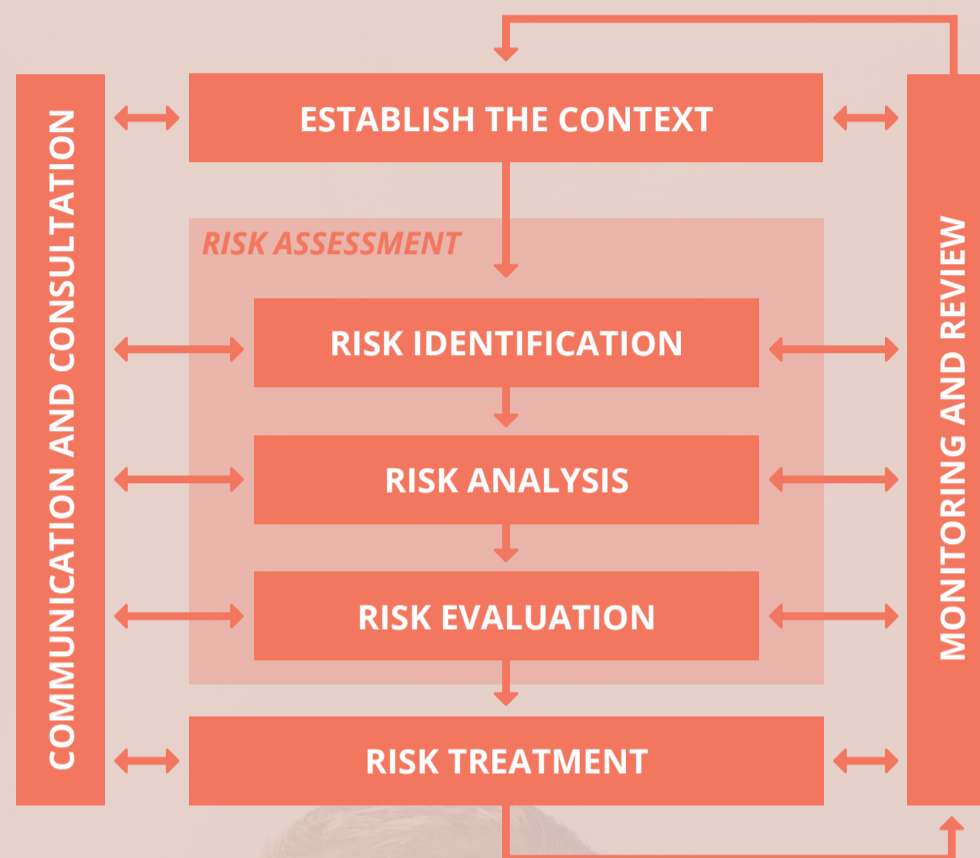 ESTABLISH THE CONTEXT
COMMUNICATION AND CONSULTATION
RISK ASSESSMENT
RISK IDENTIFICATION
RISK ANALYSIS
RISK EVALUATION
RISK TREATMENT
MONITORING AND REVIEW